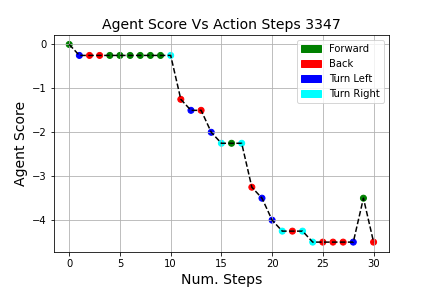 Agent Score Vs Action Steps 3347
Forward
Back
Turn Left
Turn Right
Agent Score
0
−1
−2
−3
−4
0 5 10 15 20 25 30
Num. Steps